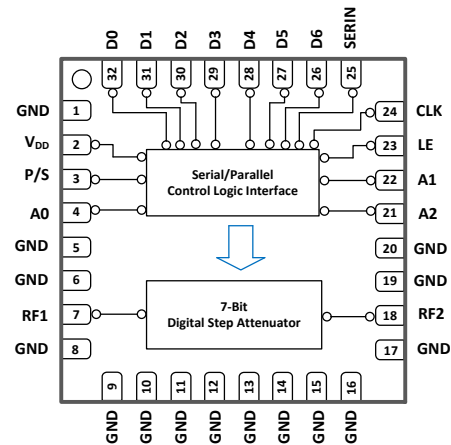 D0
D1
D2
D3
D4
D5
D6
SERIN
32
31
30
29
28
27
26
25
GND 1
VDD 2
P/S 3
A0 4
GND 5
GND 6
RF1 7
GND 8
24 CLK
23 LE
22 A1
21 A2
20 GND
19 GND
18 RF2
17 GND
Serial/Parallel
Control Logic Interface
7-Bit
Digital Step Attenuator
9
10
11
12
13
14
15
16
GND
GND
GND
GND
GND
GND
GND
GND